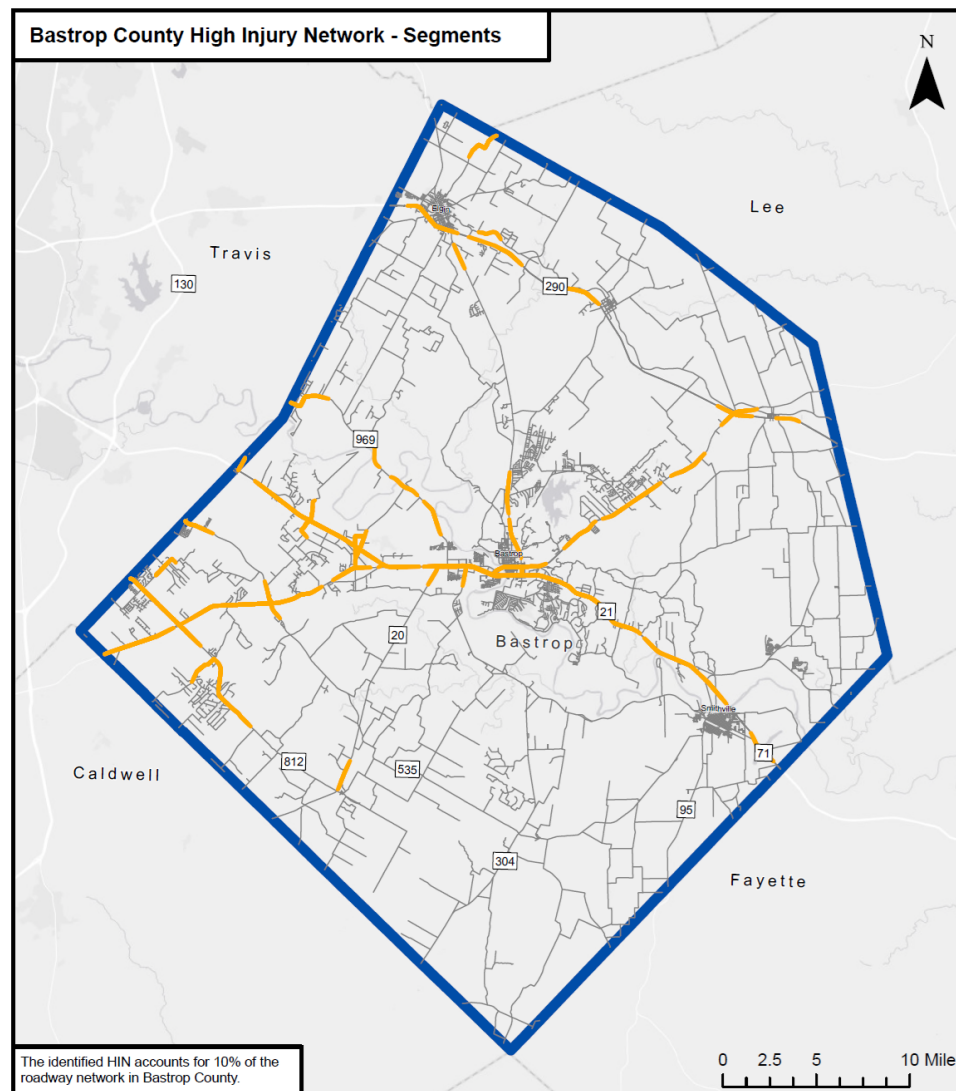 Bastrop County High Injury Network - Segments
N
Lee
Elgin
Travis
130
290
969
Bastrop
21
20
Bastrop
Smithville
71
Caldwell
812
535
95
304
Fayette
The identified HIN accounts for 10% of the
roadway network in Bastrop County.
0 2.5 5 10 Mile